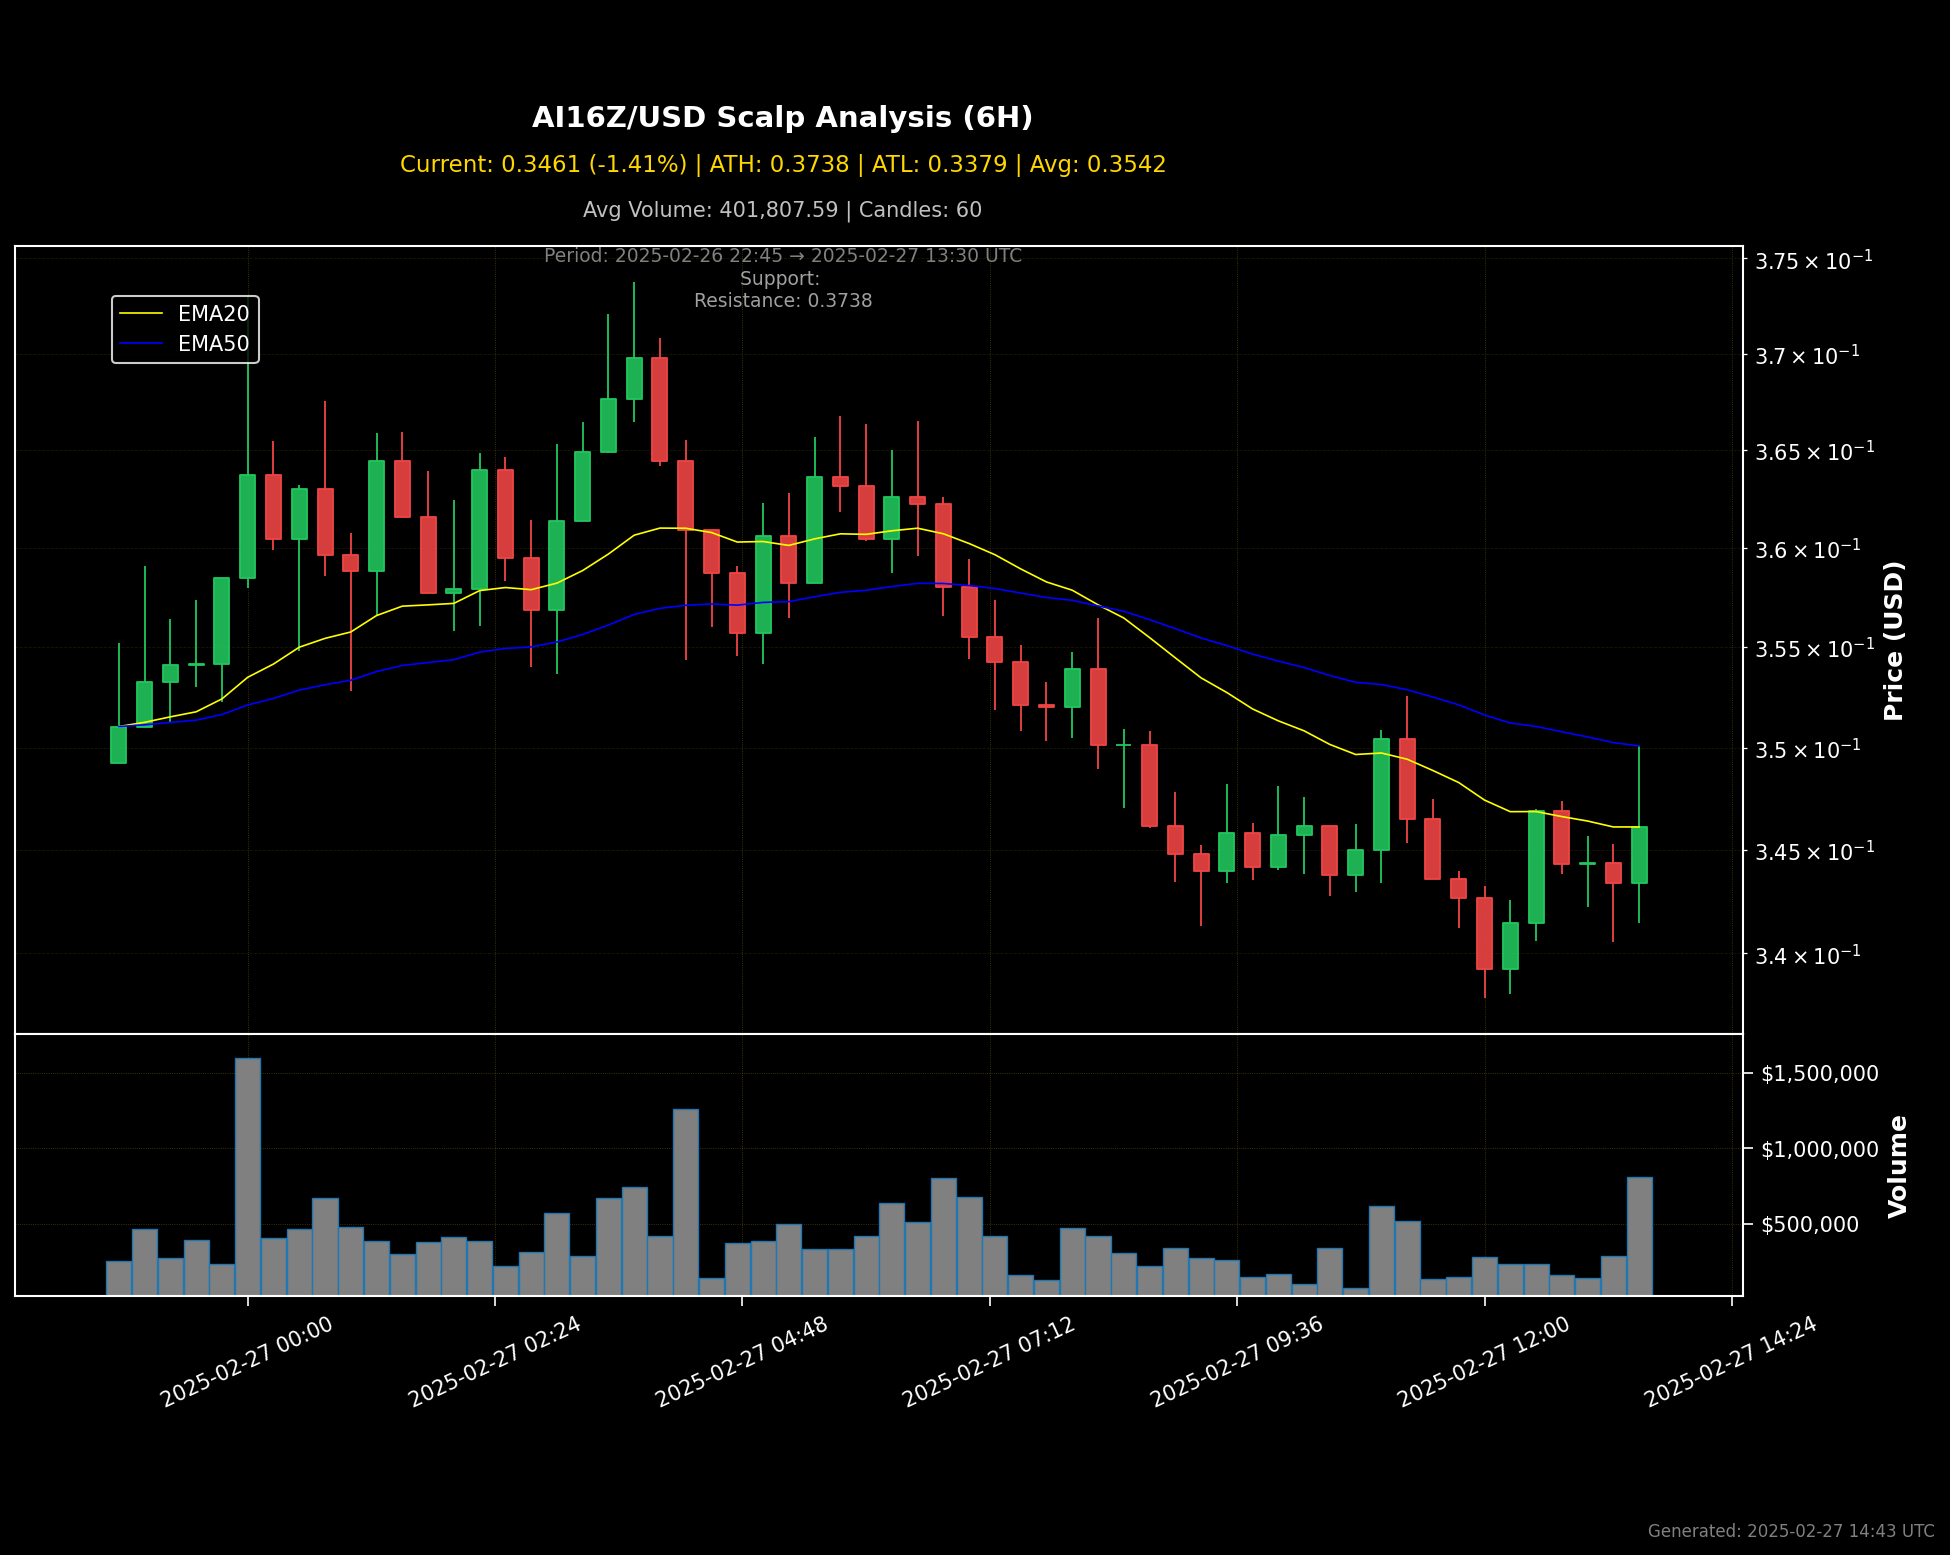 AI16Z/USD Scalp Analysis (6H)
Current: 0.3461 (-1.41%) | ATH: 0.3738 | ATL: 0.3379 | Avg: 0.3542
Avg Volume: 401,807.59 | Candles: 60
Period: 2025-02-26 22:45 → 2025-02-27 13:30 UTC
Support:
Resistance: 0.3738
EMA20
EMA50
3.75 × 10⁻¹
3.7 × 10⁻¹
3.65 × 10⁻¹
3.6 × 10⁻¹
3.55 × 10⁻¹
3.5 × 10⁻¹
3.45 × 10⁻¹
3.4 × 10⁻¹
Price (USD)
$1,500,000
$1,000,000
$500,000
Volume
2025-02-27 00:00
2025-02-27 02:24
2025-02-27 04:48
2025-02-27 07:12
2025-02-27 09:36
2025-02-27 12:00
2025-02-27 14:24
Generated: 2025-02-27 14:43 UTC